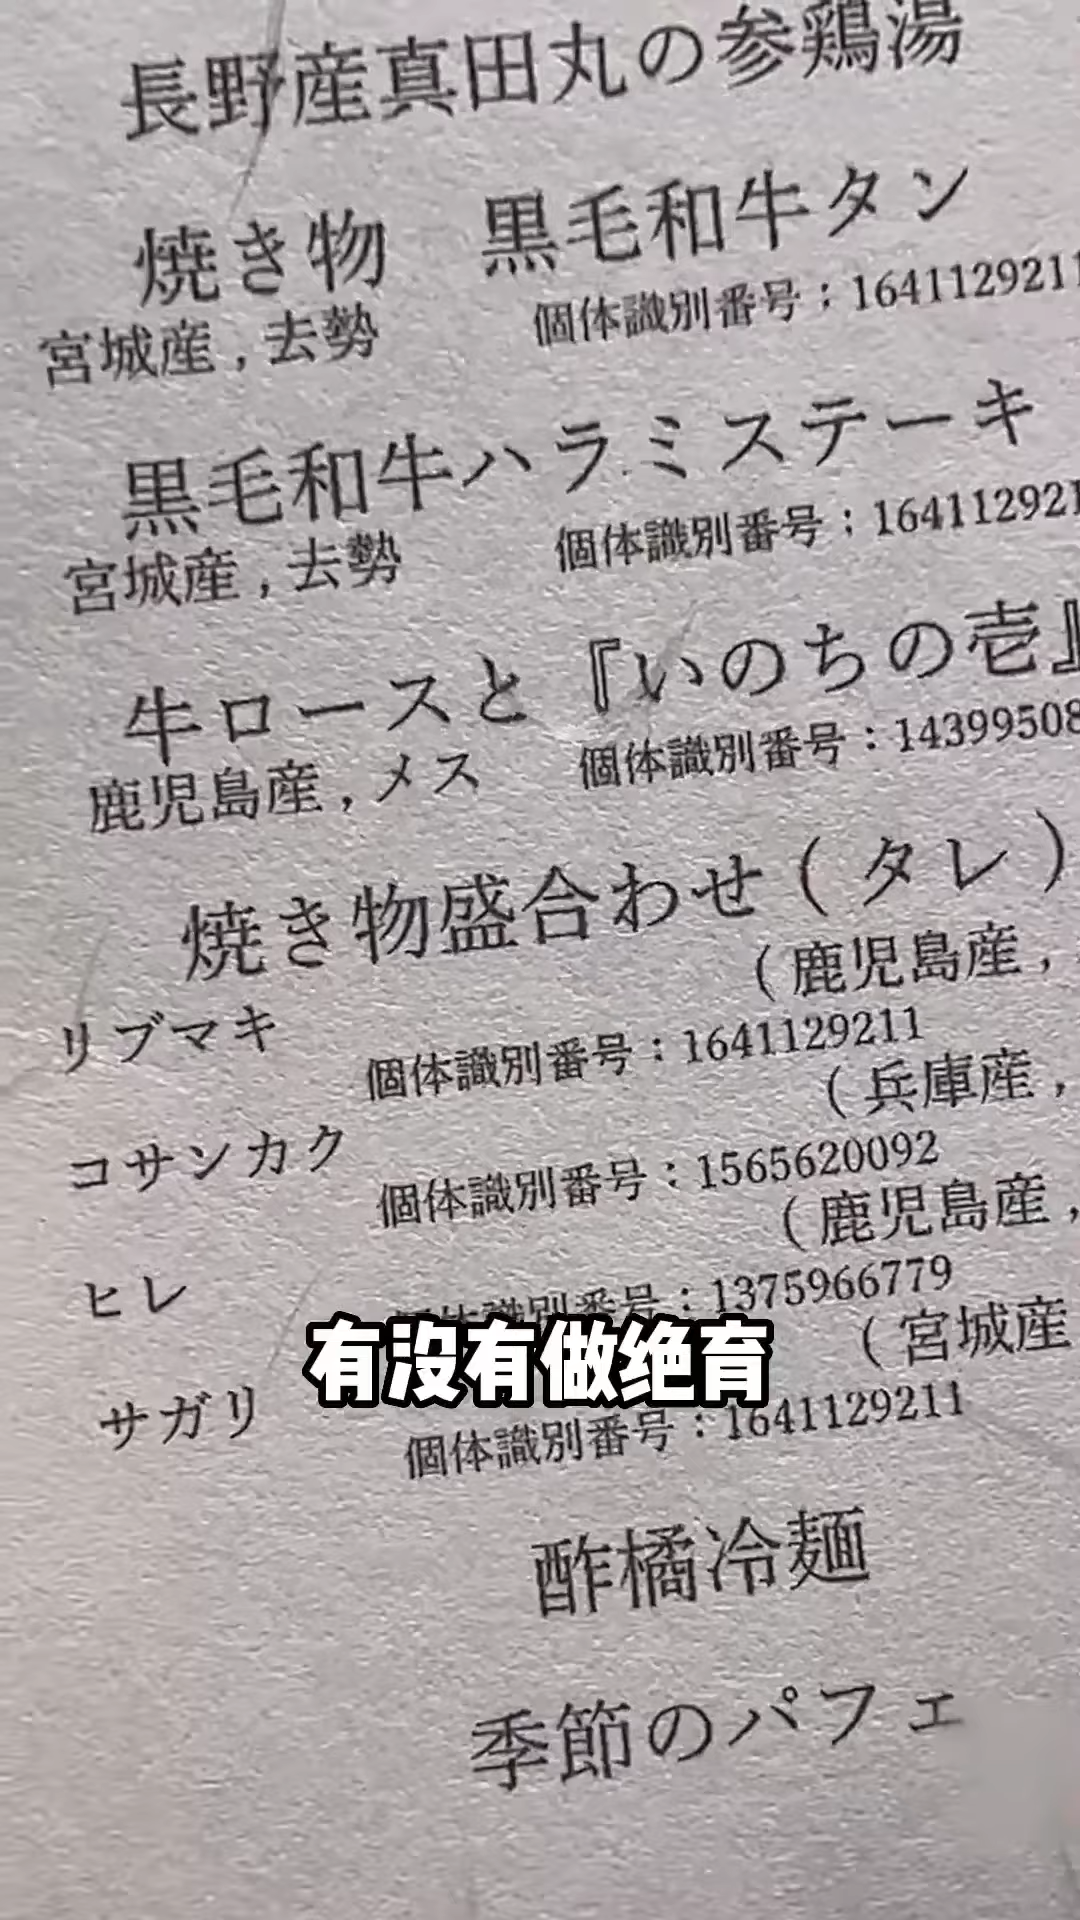 長野産真田丸の参鶏湯
焼き物 黒毛和牛タン
宮城産,去勢 個体識別番号:1641129211
黒毛和牛ハラミステーキ
宮城産,去勢 個体識別番号:164112921
牛ロースと『いのちの壱』
鹿児島産,メス 個体識別番号:14399508
焼き物盛合わせ(タレ)
(鹿児島産,
リブマキ 個体識別番号:1641129211
(兵庫産,
コサンカク 個体識別番号:1565620092
(鹿児島産,
ヒレ 個体識別番号:1375966779
(宮城産
有没有做绝育
サガリ 個体識別番号:1641129211
酢橘冷麺
季節のパフェ